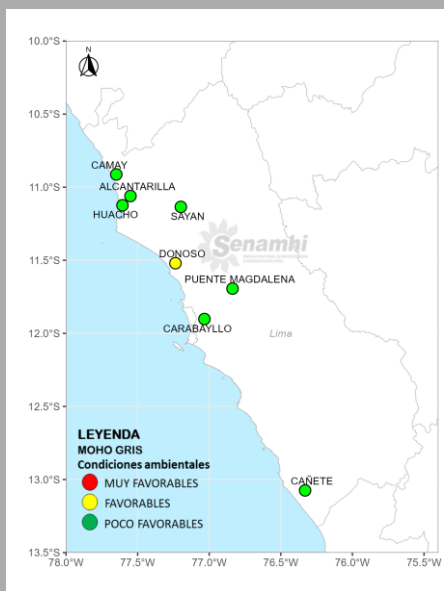 10.0°S
N
10.5°S
CAMAY
11.0°S
ALCANTARILLA
HUACHO
SAYAN
Senamhi
11.5°S
DONOSO
PUENTE MAGDALENA
12.0°S
CARABAYLLO
Lima
12.5°S
LEYENDA
MOHO GRIS
Condiciones ambientales
MUY FAVORABLES
FAVORABLES
POCO FAVORABLES
13.0°S
CAÑETE
13.5°S
78.0°W 77.5°W 77.0°W 76.5°W 76.0°W 75.5°W